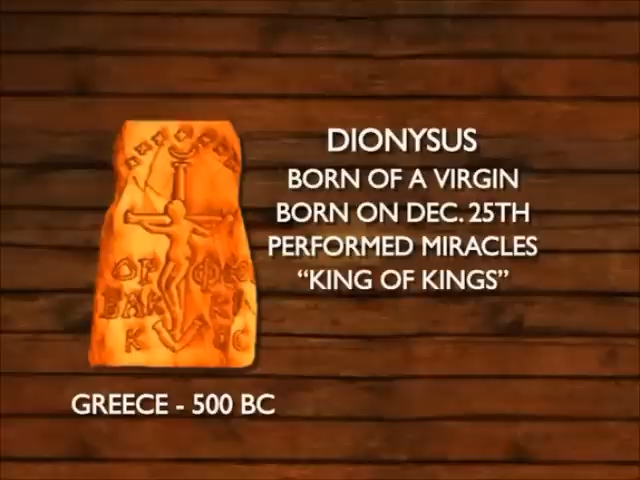 DIONYSUS
BORN OF A VIRGIN
BORN ON DEC. 25TH
PERFORMED MIRACLES
“KING OF KINGS”
ΟΡ ΦΕΟ
ΒΑΚ ΚΙ
Κ ΟС
GREECE - 500 BC